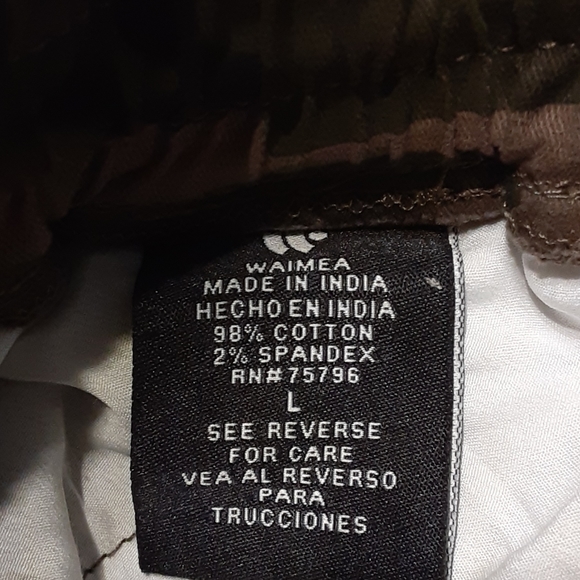 WAIMEA
MADE IN INDIA
HECHO EN INDIA
98% COTTON
2% SPANDEX
RN#75796
L
SEE REVERSE
FOR CARE
VEA AL REVERSO
PARA
TRUCCIONES